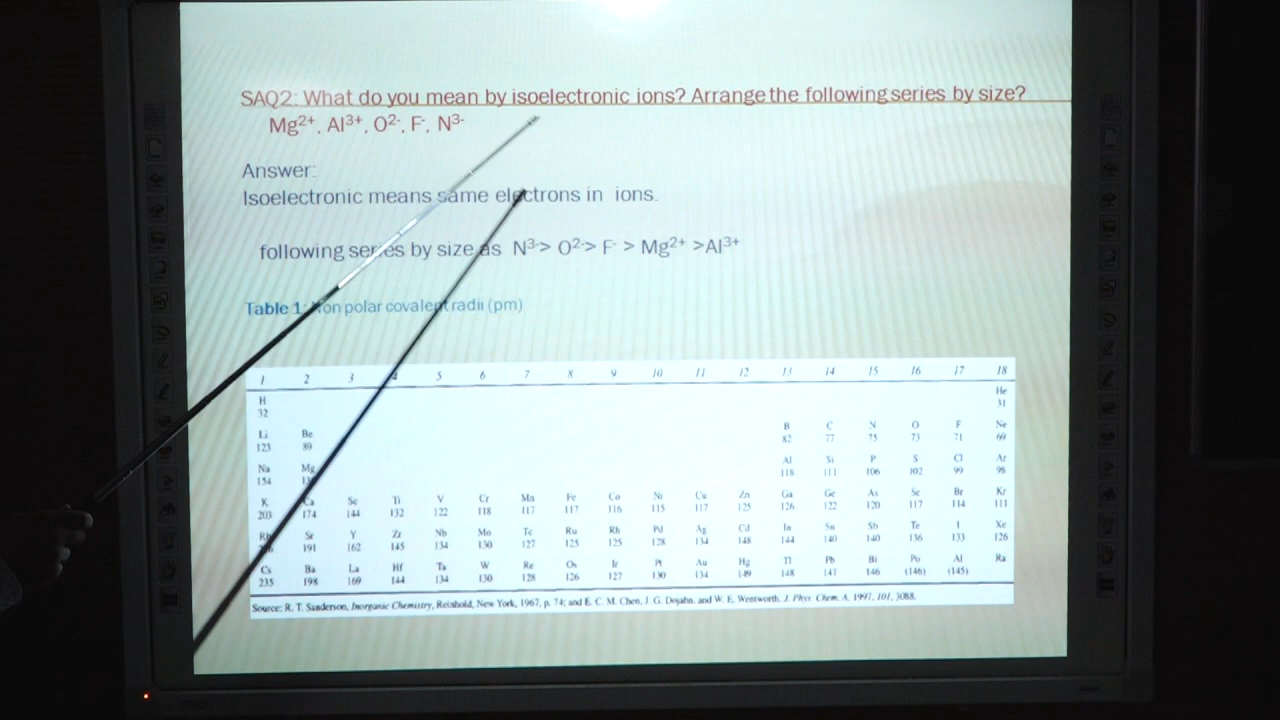 SAQ2: What do you mean by isoelectronic ions? Arrange the following series by size?
Mg2+, Al3+, O2-, F-, N3-
Answer:
Isoelectronic means same electrons in ions.
following series by size as N3-> O2-> F- > Mg2+ >Al3+
Table 1: Non polar covalent radii (pm)
1 2 3 4 5 6 7 8 9 10 11 12 13 14 15 16 17 18
H He
32 31
Li Be B C N O F Ne
123 89 82 77 75 73 71 69
Na Mg Al Si P S Cl Ar
154 118 111 106 102 99 98
K Ca Sc Ti V Cr Mn Fe Co Ni Cu Zn Ga Ge As Se Br Kr
203 174 144 132 122 118 117 117 116 115 117 125 126 122 120 117 114 111
Rb Sr Y Zr Nb Mo Tc Ru Rh Pd Ag Cd In Sn Sb Te I Xe
191 162 145 134 130 127 125 125 128 134 148 144 140 140 136 133 126
Cs Ba La Hf Ta W Re Os Ir Pt Au Hg Tl Pb Bi Po Al Ra
235 198 169 144 134 130 128 126 127 130 134 149 148 147 146 (146) (145)
Source: R. T. Sanderson, Inorganic Chemistry, Reinhold, New York, 1967, p. 74; and E. C. M. Chen, J. G. Dojahn, and W. E. Wentworth, J. Phys. Chem. A, 1997, 101, 3088.